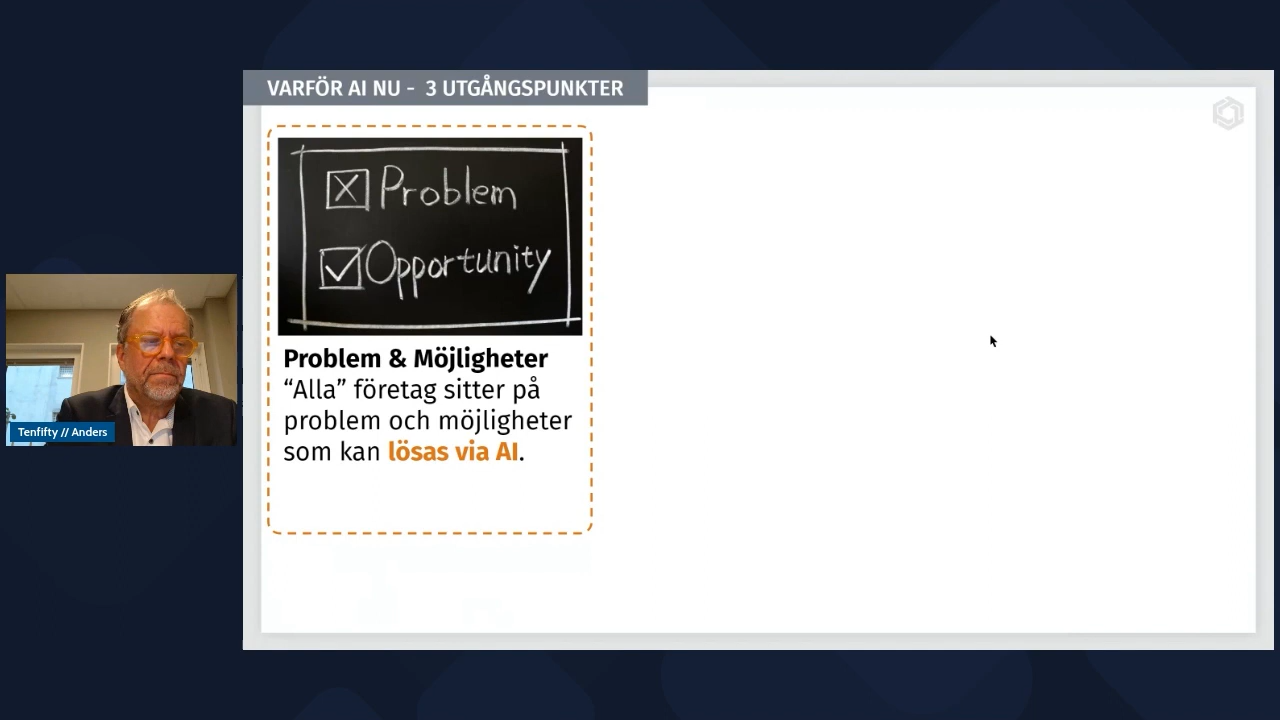 VARFÖR AI NU - 3 UTGÅNGSPUNKTER
Problem
Opportunity
Problem & Möjligheter
“Alla” företag sitter på
problem och möjligheter
som kan lösas via AI.
Tenfifty // Anders